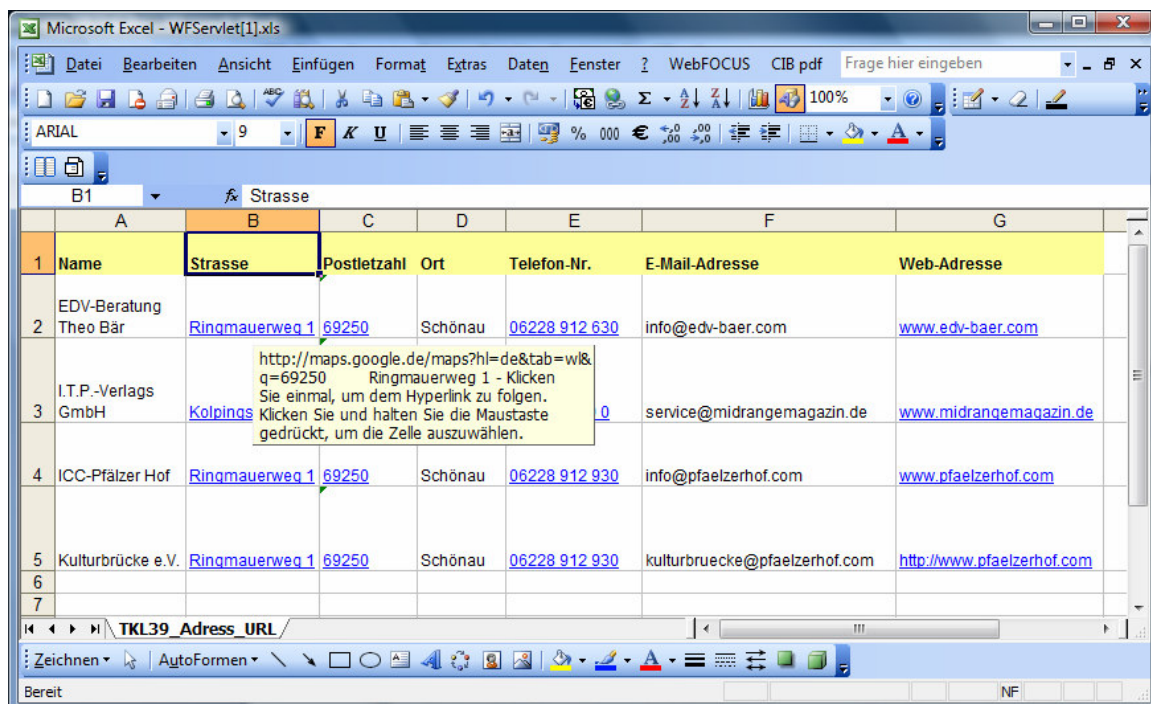 Microsoft Excel - WFServlet[1].xls
Datei Bearbeiten Ansicht Einfügen Format Extras Daten Fenster ? WebFOCUS CIB pdf Frage hier eingeben
100%
ARIAL 9 F K U % 000 €
B1 fx Strasse
A B C D E F G
1 Name Strasse Postletzahl Ort Telefon-Nr. E-Mail-Adresse Web-Adresse
EDV-Beratung
2 Theo Bär Ringmauerweg 1 69250 Schönau 06228 912 630 info@edv-baer.com www.edv-baer.com
http://maps.google.de/maps?hl=de&tab=wl&
q=69250 Ringmauerweg 1 - Klicken
Sie einmal, um dem Hyperlink zu folgen.
Klicken Sie und halten Sie die Maustaste
gedrückt, um die Zelle auszuwählen.
I.T.P.-Verlags
3 GmbH Kolpings 0 service@midrangemagazin.de www.midrangemagazin.de
4 ICC-Pfälzer Hof Ringmauerweg 1 69250 Schönau 06228 912 930 info@pfaelzerhof.com www.pfaelzerhof.com
5 Kulturbrücke e.V. Ringmauerweg 1 69250 Schönau 06228 912 930 kulturbruecke@pfaelzerhof.com http://www.pfaelzerhof.com
6
7
TKL39_Adress_URL
Zeichnen AutoFormen
Bereit NF